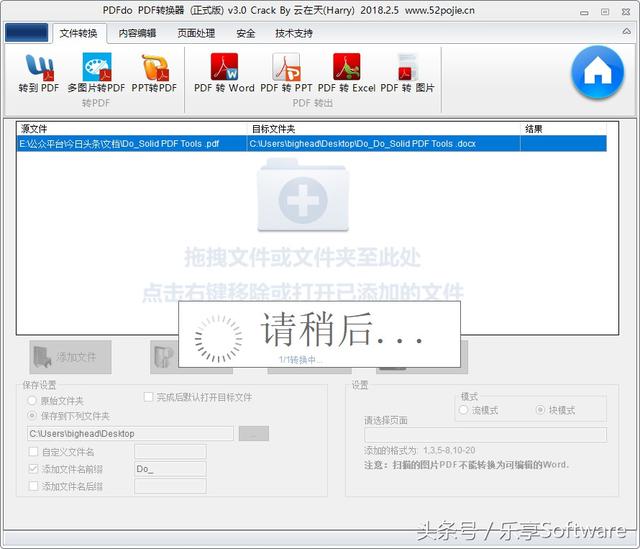 PDFdo PDF转换器 (正式版) v3.0 Crack By 云在天(Harry) 2018.2.5 www.52pojie.cn
文件转换 内容编辑 页面处理 安全 技术支持
转到 PDF 多图片转PDF PPT转PDF PDF 转 Word PDF 转 PPT PDF 转 Excel PDF 转 图片
转PDF PDF 转出
源文件 目标文件夹 结果
E:\公众平台\今日头条\文档\Do_Solid PDF Tools .pdf C:\Users\bighead\Desktop\Do_Do_Solid PDF Tools .docx
拖拽文件或文件夹至此处
点击右键移除或打开已添加的文件
请稍后...
1/1转换中...
添加文件
保存设置 设置
原始文件夹 完成后默认打开目标文件 模式
保存到下列文件夹 流模式 块模式
请选择页面
C:\Users\bighead\Desktop ...
自定义文件名 添加的格式为: 1,3,5-8,10-20
添加文件名前缀 Do_ 注意: 扫描的图片PDF不能转换为可编辑的Word.
添加文件名后缀
头条号 / 乐享Software